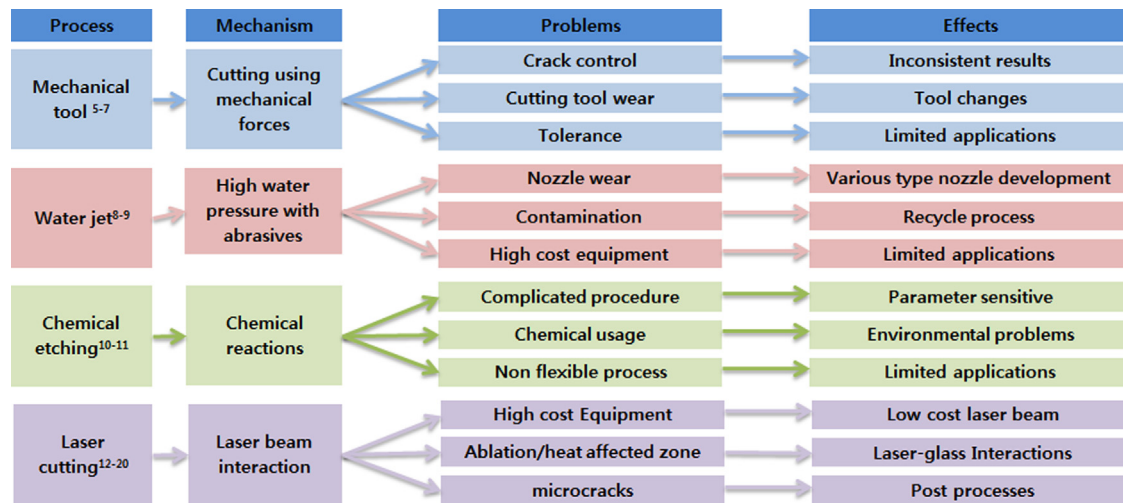 Process
Mechanism
Problems
Effects
Mechanical
tool 5-7
Cutting using
mechanical
forces
Crack control
Inconsistent results
Cutting tool wear
Tool changes
Tolerance
Limited applications
Water jet8-9
High water
pressure with
abrasives
Nozzle wear
Various type nozzle development
Contamination
Recycle process
High cost equipment
Limited applications
Chemical
etching10-11
Chemical
reactions
Complicated procedure
Parameter sensitive
Chemical usage
Environmental problems
Non flexible process
Limited applications
Laser
cutting12-20
Laser beam
interaction
High cost Equipment
Low cost laser beam
Ablation/heat affected zone
Laser-glass Interactions
microcracks
Post processes